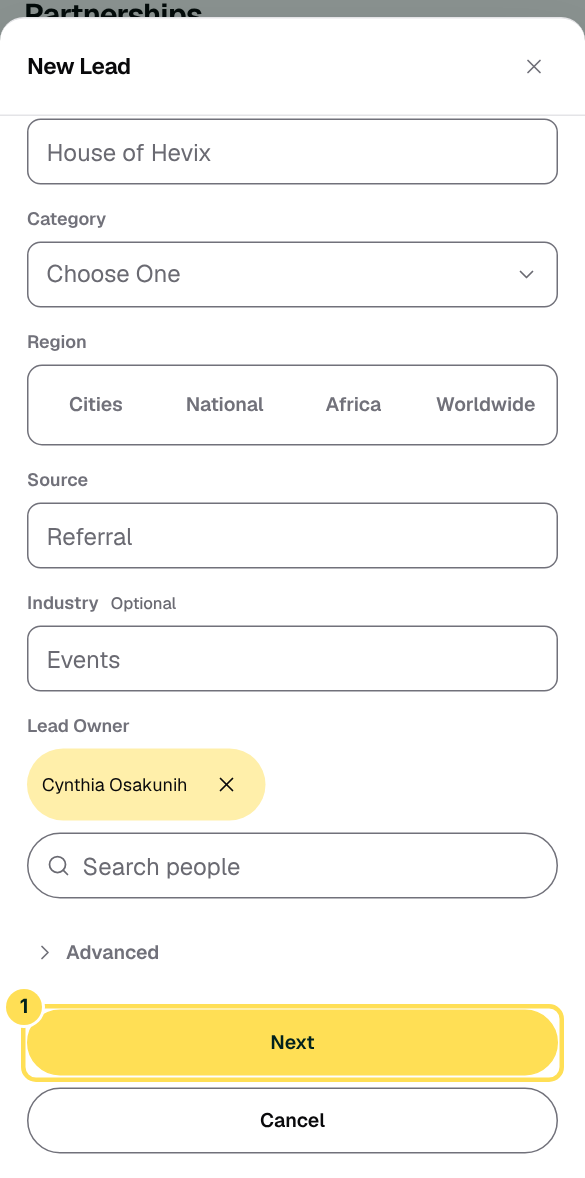 Partnerships
New Lead
House of Hevix
Category
Choose One
Region
Cities National Africa Worldwide
Source
Referral
Industry Optional
Events
Lead Owner
Cynthia Osakunih
Search people
Advanced
1
Next
Cancel